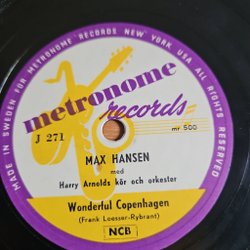 MADE IN SWEDEN FOR METRONOME RECORDS NEW YORK USA ALL RIGHTS RESERVED
metronome
records
J 271
mr 500
MAX HANSEN
med
Harry Arnolds kör och orkester
Wonderful Copenhagen
(Frank Loesser-Rybrant)
NCB